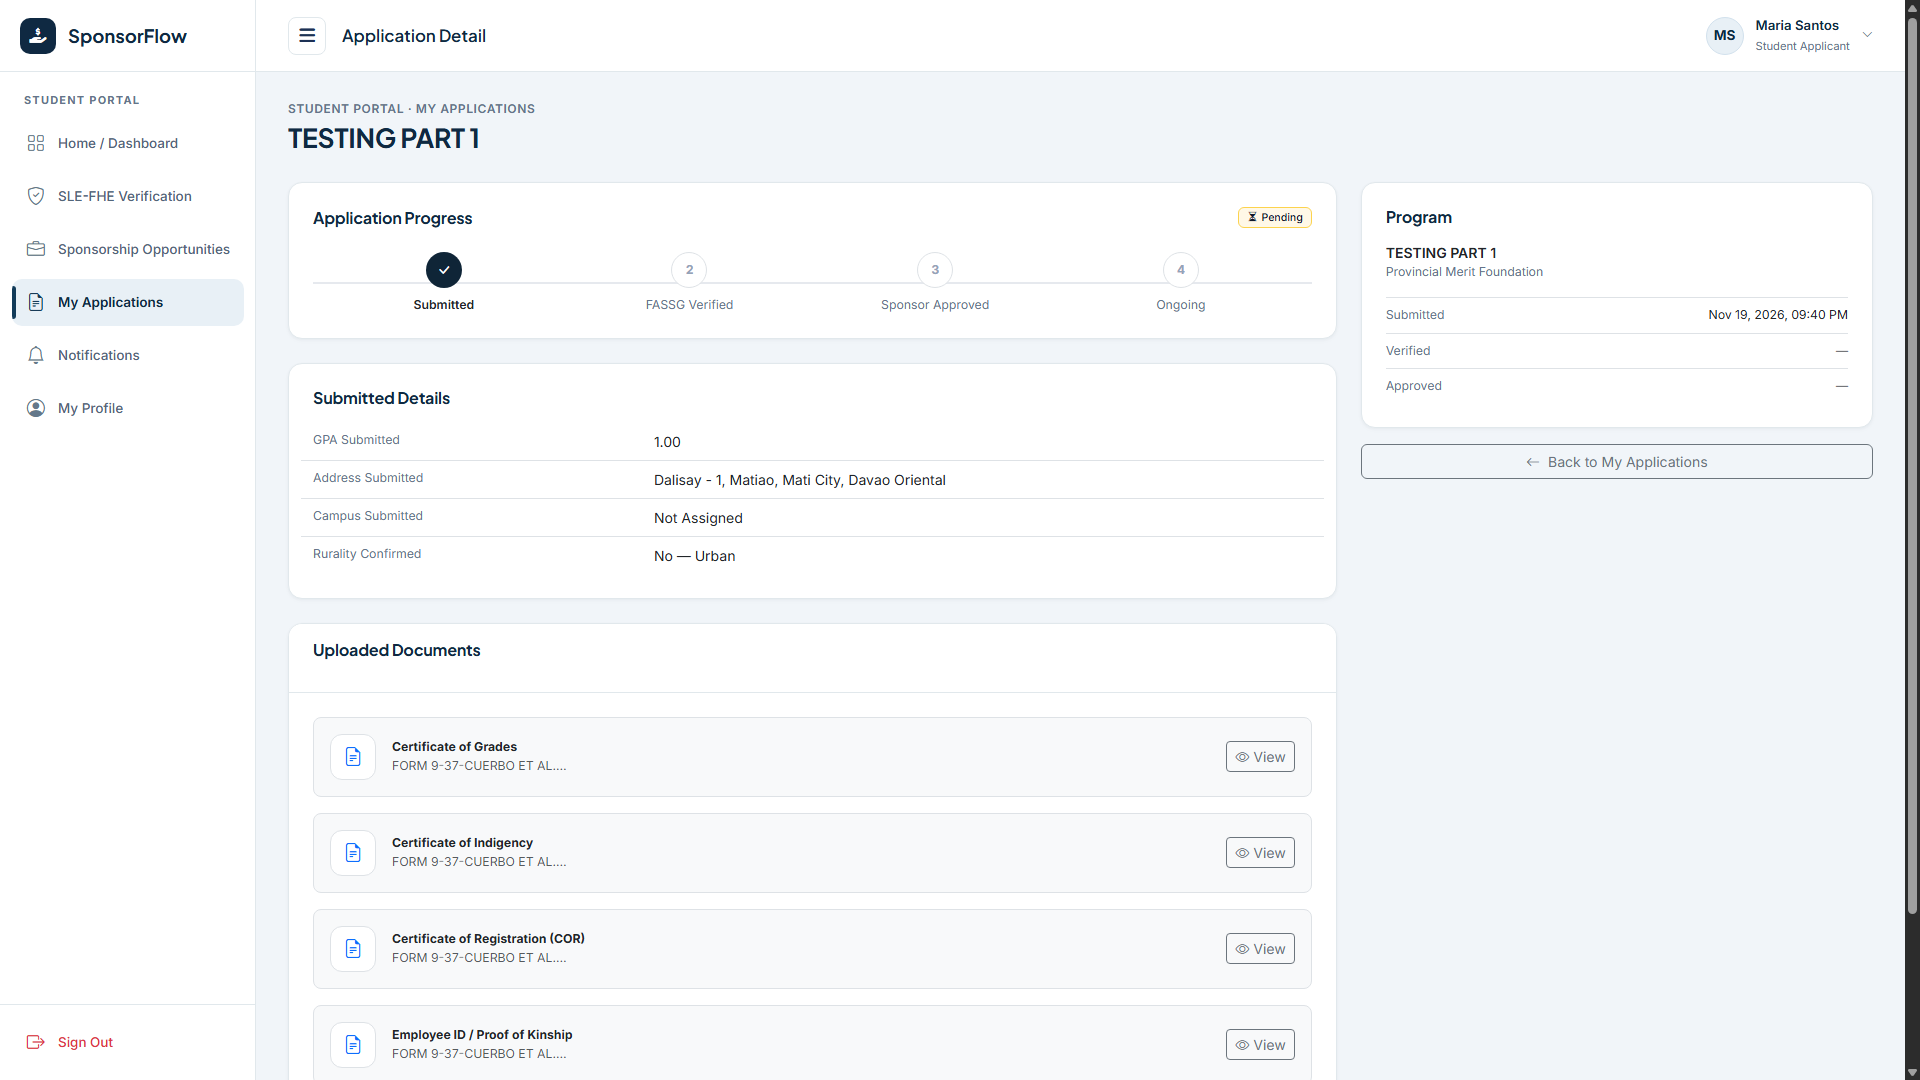 SponsorFlow
Application Detail
MS
Maria Santos
Student Applicant
STUDENT PORTAL
Home / Dashboard
SLE-FHE Verification
Sponsorship Opportunities
My Applications
Notifications
My Profile
Sign Out
STUDENT PORTAL · MY APPLICATIONS
TESTING PART 1
Application Progress
Pending
2
3
4
Submitted
FASSG Verified
Sponsor Approved
Ongoing
Submitted Details
GPA Submitted
1.00
Address Submitted
Dalisay - 1, Matiao, Mati City, Davao Oriental
Campus Submitted
Not Assigned
Rurality Confirmed
No — Urban
Uploaded Documents
Certificate of Grades
FORM 9-37-CUERBO ET AL....
View
Certificate of Indigency
FORM 9-37-CUERBO ET AL....
View
Certificate of Registration (COR)
FORM 9-37-CUERBO ET AL....
View
Employee ID / Proof of Kinship
FORM 9-37-CUERBO ET AL....
View
Program
TESTING PART 1
Provincial Merit Foundation
Submitted
Nov 19, 2026, 09:40 PM
Verified
—
Approved
—
← Back to My Applications